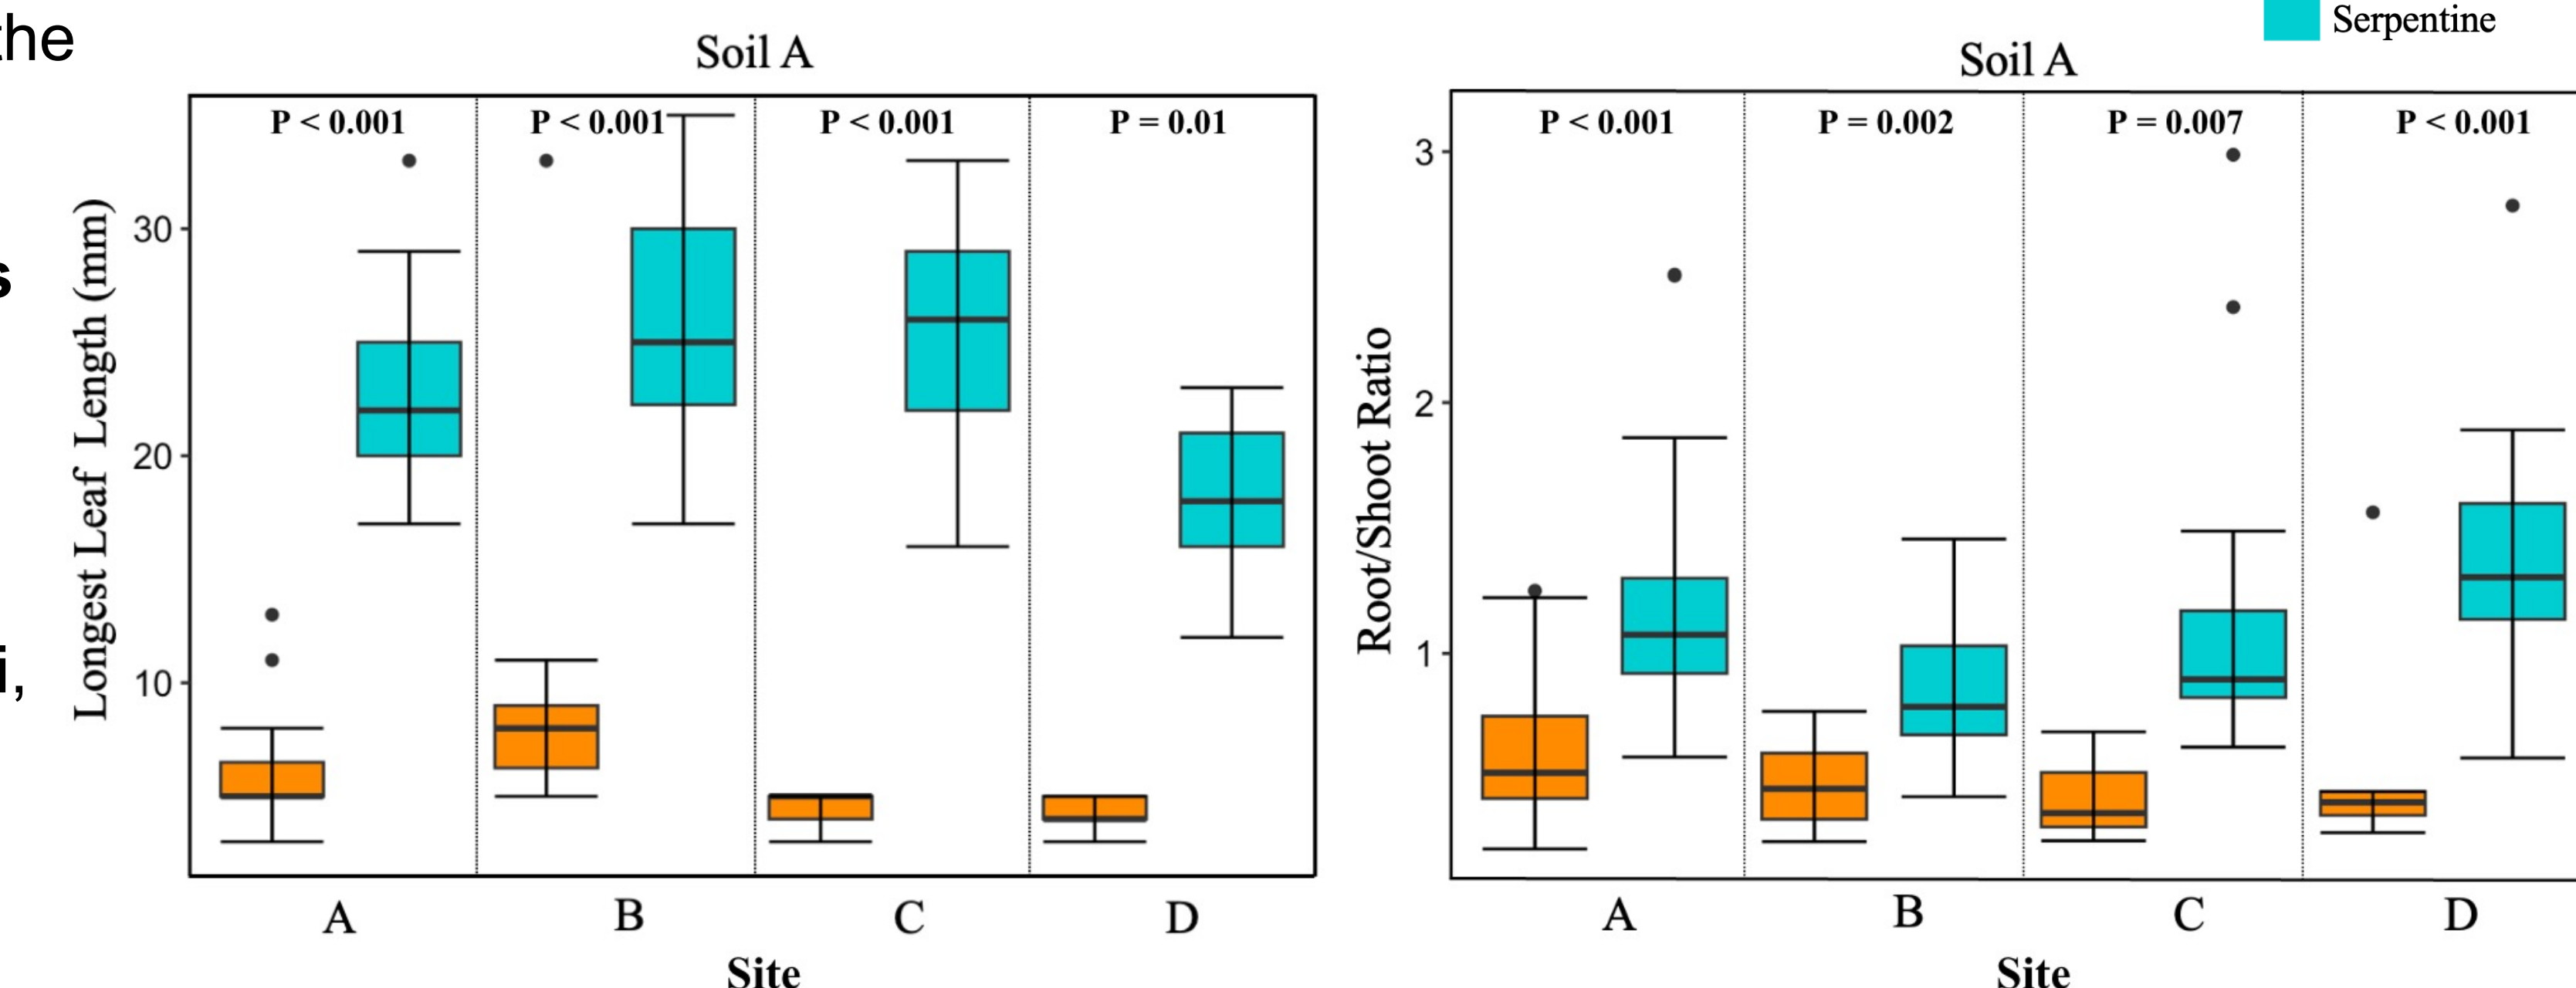 the
s
i,
Serpentine
Soil A
P < 0.001 P < 0.001 P < 0.001 P = 0.01
Longest Leaf Length (mm)
30
20
10
A B C D
Site
Soil A
P < 0.001 P = 0.002 P = 0.007 P < 0.001
Root/Shoot Ratio
3
2
1
A B C D
Site